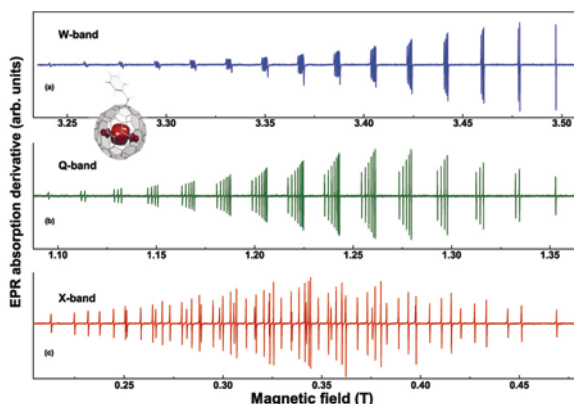 EPR absorption derivative (arb. units)
W-band
(a)
3.25 3.30 3.35 3.40 3.45 3.50
Q-band
(b)
1.10 1.15 1.20 1.25 1.30 1.35
X-band
(c)
0.25 0.30 0.35 0.40 0.45
Magnetic field (T)